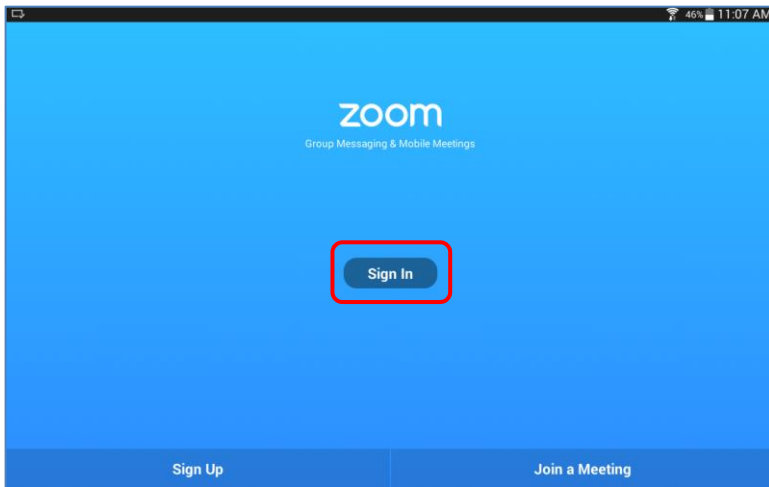 46% 11:07 AM
zoom
Group Messaging & Mobile Meetings
Sign In
Sign Up Join a Meeting